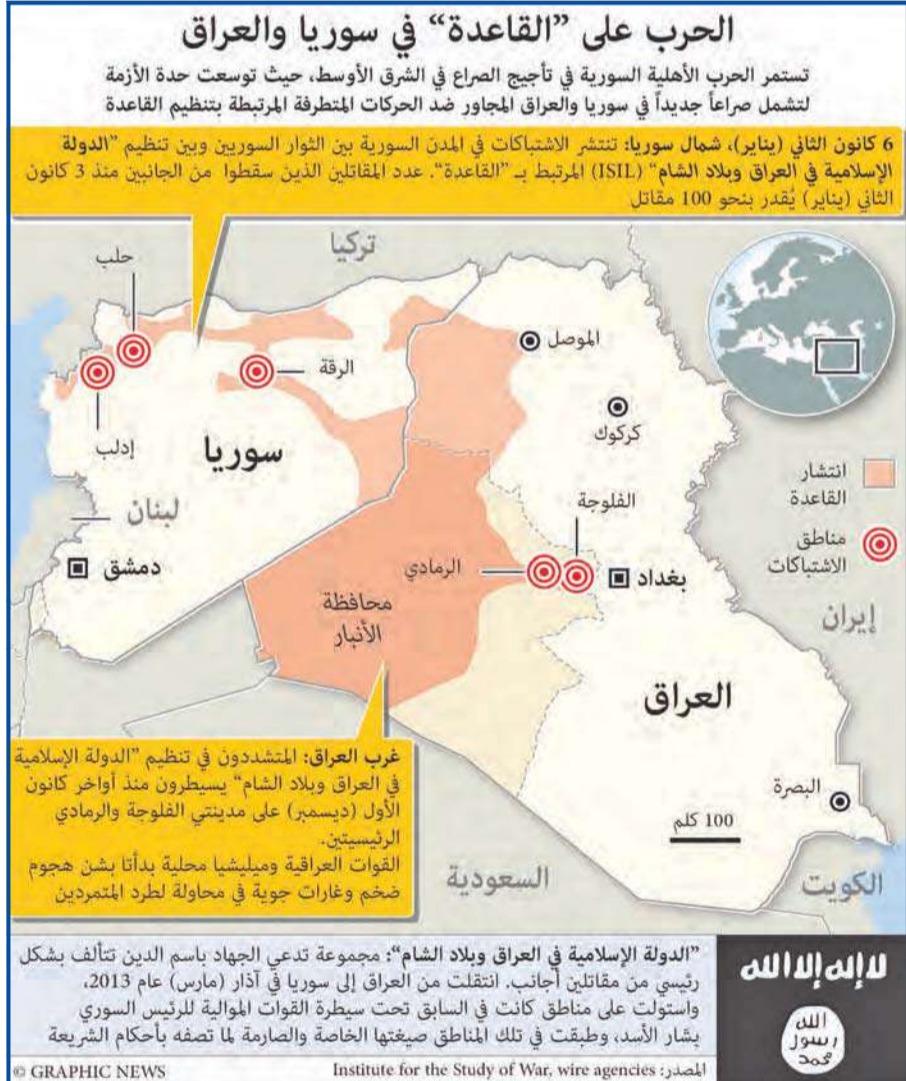 الحرب على ”القاعدة“ في سوريا والعراق
تستمر الحرب الأهلية السورية في تأجيج الصراع في الشرق الأوسط، حيث توسعت حدة الأزمة
لتشمل صراعاً جديداً في سوريا والعراق المجاور ضد الحركات المتطرفة المرتبطة بتنظيم القاعدة
6 كانون الثاني (يناير)، شمال سوريا: تنتشر الاشتباكات في المدن السورية بين الثوار السوريين وبين تنظيم ”الدولة
الإسلامية في العراق وبلاد الشام“ (ISIL) المرتبط بـ ”القاعدة“. عدد المقاتلين الذين سقطوا من الجانبين منذ 3 كانون
الثاني (يناير) يُقدر بنحو 100 مقاتل
تركيا
حلب
الموصل
الرقة
كركوك
إدلب
سوريا
انتشار
القاعدة
لبنان
الفلوجة
مناطق
الاشتباكات
دمشق
الرمادي
بغداد
محافظة
الأنبار
إيران
العراق
غرب العراق: المتشددون في تنظيم ”الدولة الإسلامية
في العراق وبلاد الشام“ يسيطرون منذ أواخر كانون
الأول (ديسمبر) على مدينتي الفلوجة والرمادي
الرئيسيتين.
القوات العراقية وميليشيا محلية بدأتا بشن هجوم
ضخم وغارات جوية في محاولة لطرد المتمردين
البصرة
100 كلم
السعودية
الكويت
”الدولة الإسلامية في العراق وبلاد الشام“: مجموعة تدعي الجهاد باسم الدين تتألف بشكل
رئيسي من مقاتلين أجانب. انتقلت من العراق إلى سوريا في آذار (مارس) عام 2013،
واستولت على مناطق كانت في السابق تحت سيطرة القوات الموالية للرئيس السوري
بشار الأسد، وطبقت في تلك المناطق صيغتها الخاصة والصارمة لما تصفه بأحكام الشريعة
لا إله إلا الله
الله
رسول
محمد
المصدر: Institute for the Study of War, wire agencies
© GRAPHIC NEWS